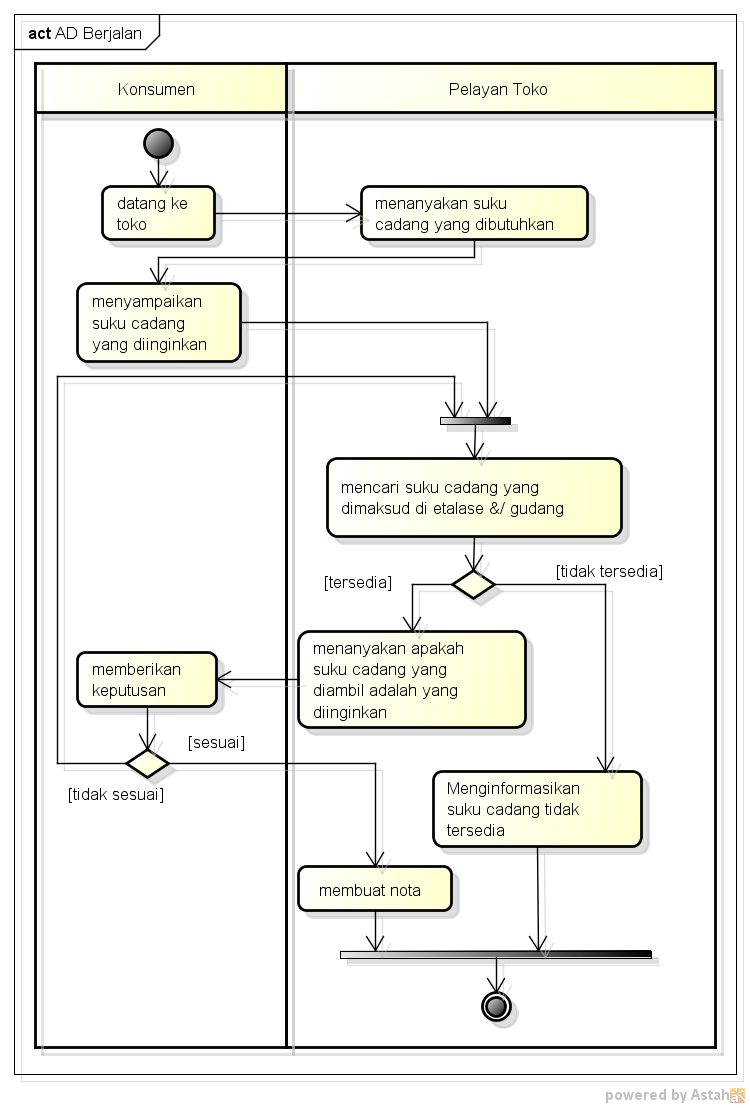 act AD Berjalan
Konsumen
Pelayan Toko
datang ke
toko
menanyakan suku
cadang yang dibutuhkan
menyampaikan
suku cadang
yang diinginkan
mencari suku cadang yang
dimaksud di etalase &/ gudang
[tersedia]
[tidak tersedia]
menanyakan apakah
suku cadang yang
diambil adalah yang
diinginkan
memberikan
keputusan
[sesuai]
[tidak sesuai]
Menginformasikan
suku cadang tidak
tersedia
membuat nota
powered by Astah